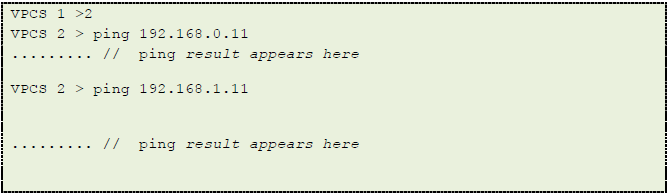 VPCS 1 >2
VPCS 2 > ping 192.168.0.11
......... // ping result appears here
VPCS 2 > ping 192.168.1.11
......... // ping result appears here